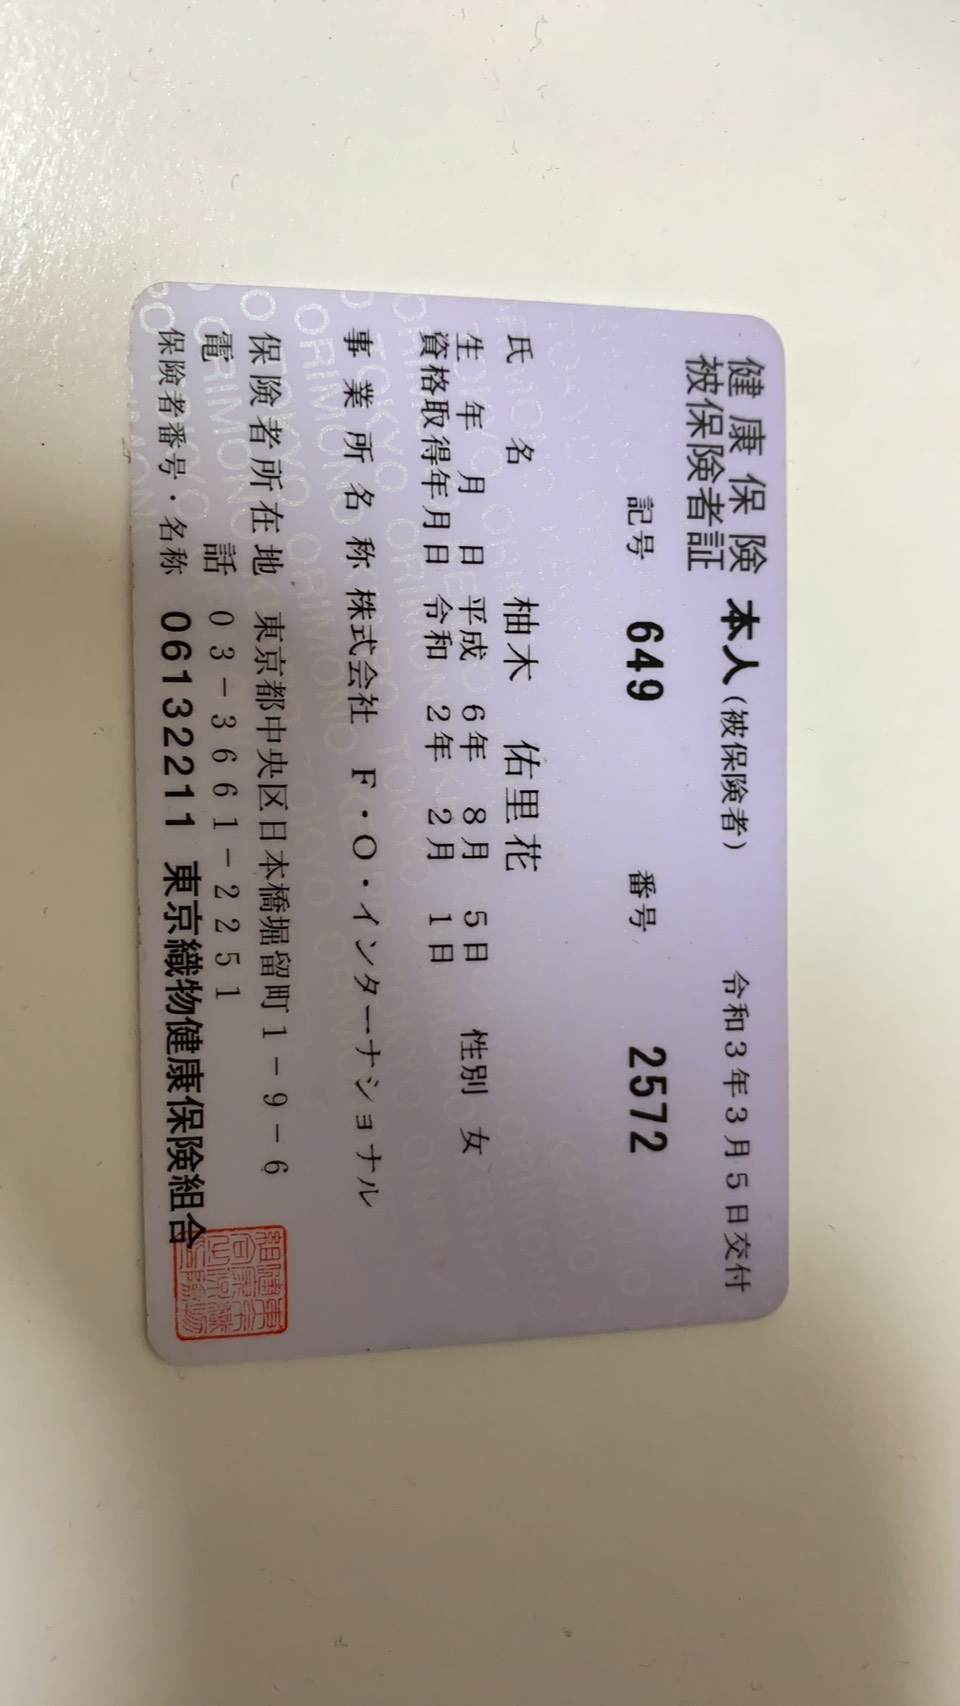 健康保険 本人(被保険者) 令和3年3月5日交付
被保険者証
記号 649 番号 2572
氏名 柚木 佑里花
生年月日 平成 6年 8月 5日 性別 女
資格取得年月日 令和 2年 2月 1日
事業所名称 株式会社 F・O・インターナショナル
保険者所在地 東京都中央区日本橋堀留町1-9-6
電話 03-3661-2251
保険者番号・名称 06132211 東京織物健康保険組合
TOKYO ORIMONO KENPO